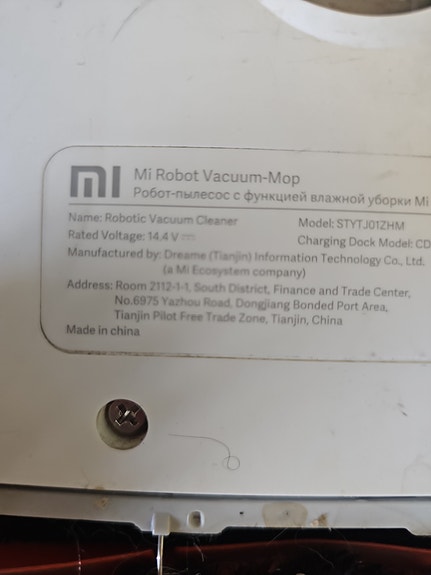 mi Mi Robot Vacuum-Mop
Робот-пылесос с функцией влажной уборки Mi
Name: Robotic Vacuum Cleaner Model: STYTJ01ZHM
Rated Voltage: 14.4 V ⎓ Charging Dock Model: CD
Manufactured by: Dreame (Tianjin) Information Technology Co., Ltd.
(a Mi Ecosystem company)
Address: Room 2112-1-1, South District, Finance and Trade Center,
No.6975 Yazhou Road, Dongjiang Bonded Port Area,
Tianjin Pilot Free Trade Zone, Tianjin, China
Made in china